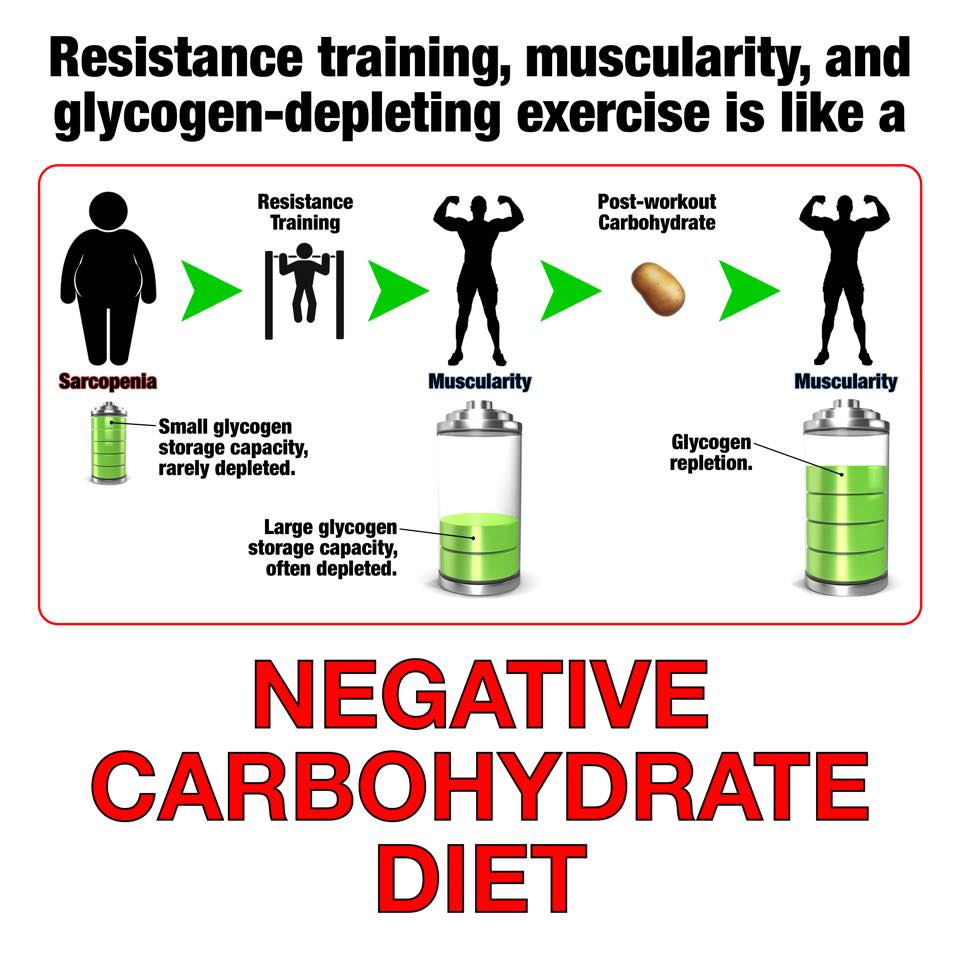 Resistance training, muscularity, and
glycogen-depleting exercise is like a
Resistance
Training
Post-workout
Carbohydrate
Sarcopenia
Muscularity
Muscularity
Small glycogen
storage capacity,
rarely depleted.
Glycogen
repletion.
Large glycogen
storage capacity,
often depleted.
NEGATIVE
CARBOHYDRATE
DIET